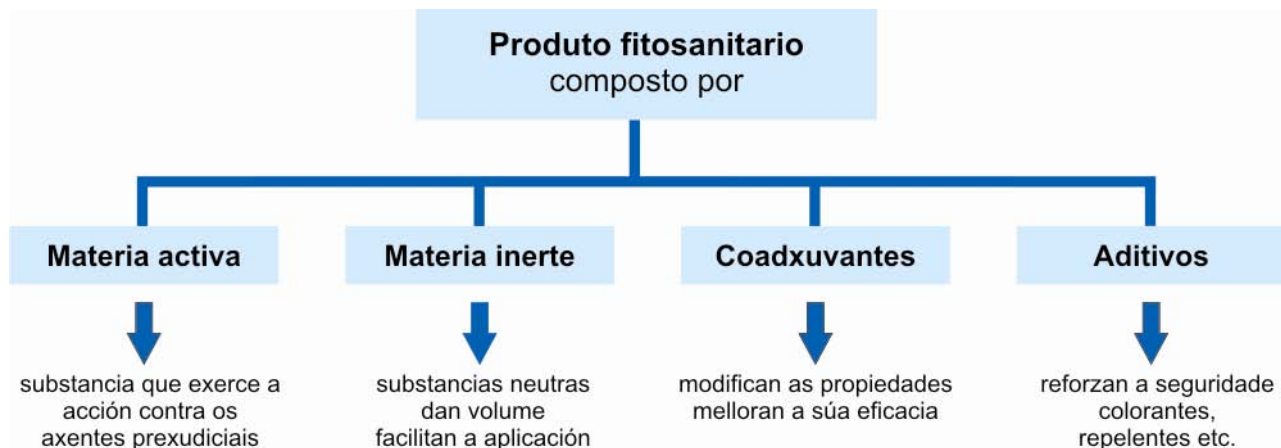 Produto fitosanitario
composto por
Materia activa
Materia inerte
Coadxuvantes
Aditivos
substancia que exerce a
acción contra os
axentes prexudiciais
substancias neutras
dan volume
facilitan a aplicación
modifican as propiedades
melloran a súa eficacia
reforzan a seguridade
colorantes,
repelentes etc.